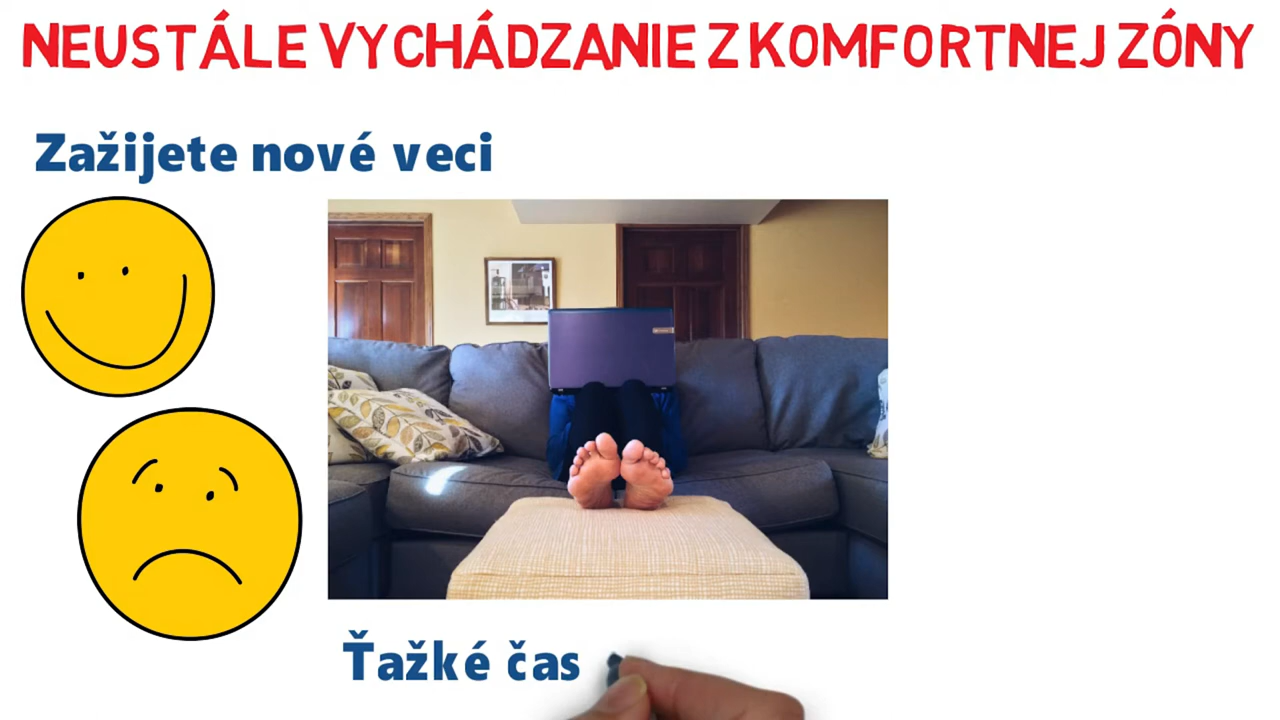 NEUSTÁLE VYCHÁDZANIE Z KOMFORTNEJ ZÓNY
Zažijete nové veci
Ťažké čas